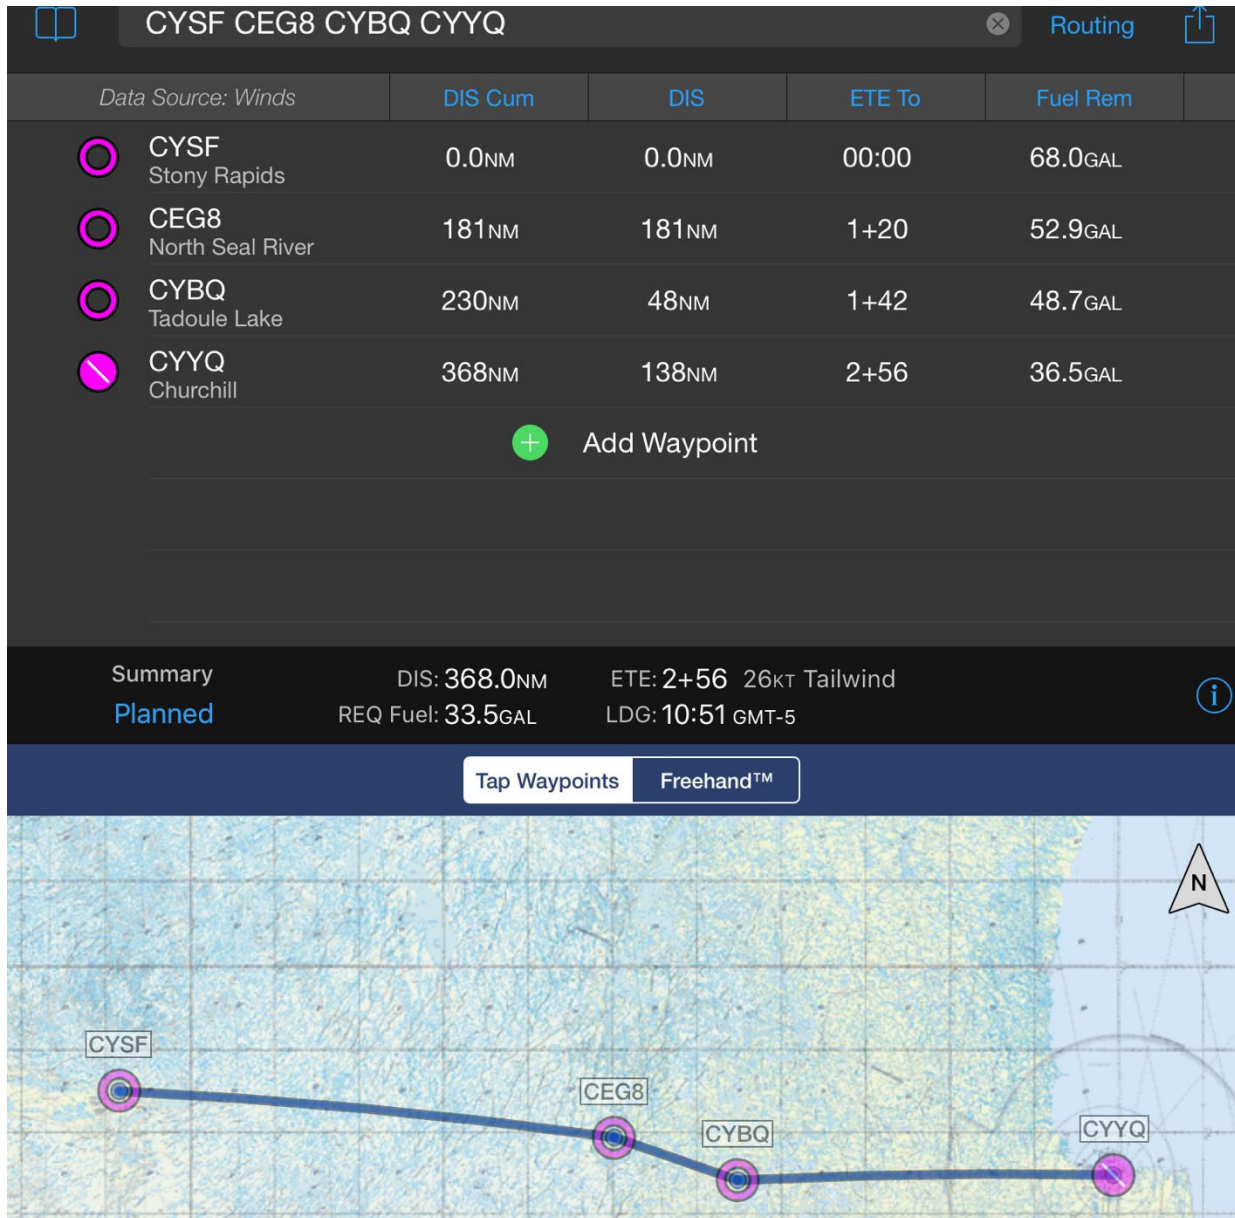 CYSF CEG8 CYBQ CYYQ Routing
Data Source: Winds DIS Cum DIS ETE To Fuel Rem
CYSF 0.0NM 0.0NM 00:00 68.0GAL
Stony Rapids
CEG8 181NM 181NM 1+20 52.9GAL
North Seal River
CYBQ 230NM 48NM 1+42 48.7GAL
Tadoule Lake
CYYQ 368NM 138NM 2+56 36.5GAL
Churchill
Add Waypoint
Summary DIS: 368.0NM ETE: 2+56 26KT Tailwind
Planned REQ Fuel: 33.5GAL LDG: 10:51 GMT-5
Tap Waypoints Freehand™
N
CYSF
CEG8
CYBQ
CYYQ